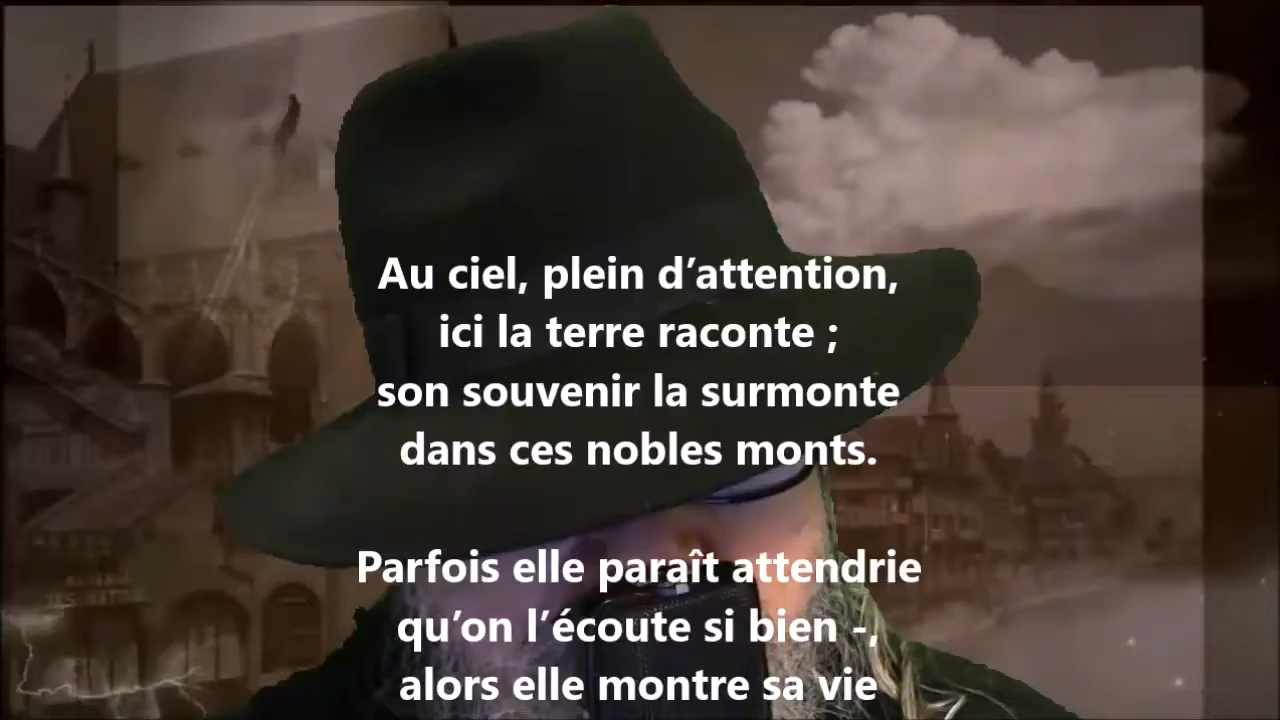 Au ciel, plein d’attention,
ici la terre raconte ;
son souvenir la surmonte
dans ces nobles monts.
Parfois elle paraît attendrie
qu’on l’écoute si bien -,
alors elle montre sa vie